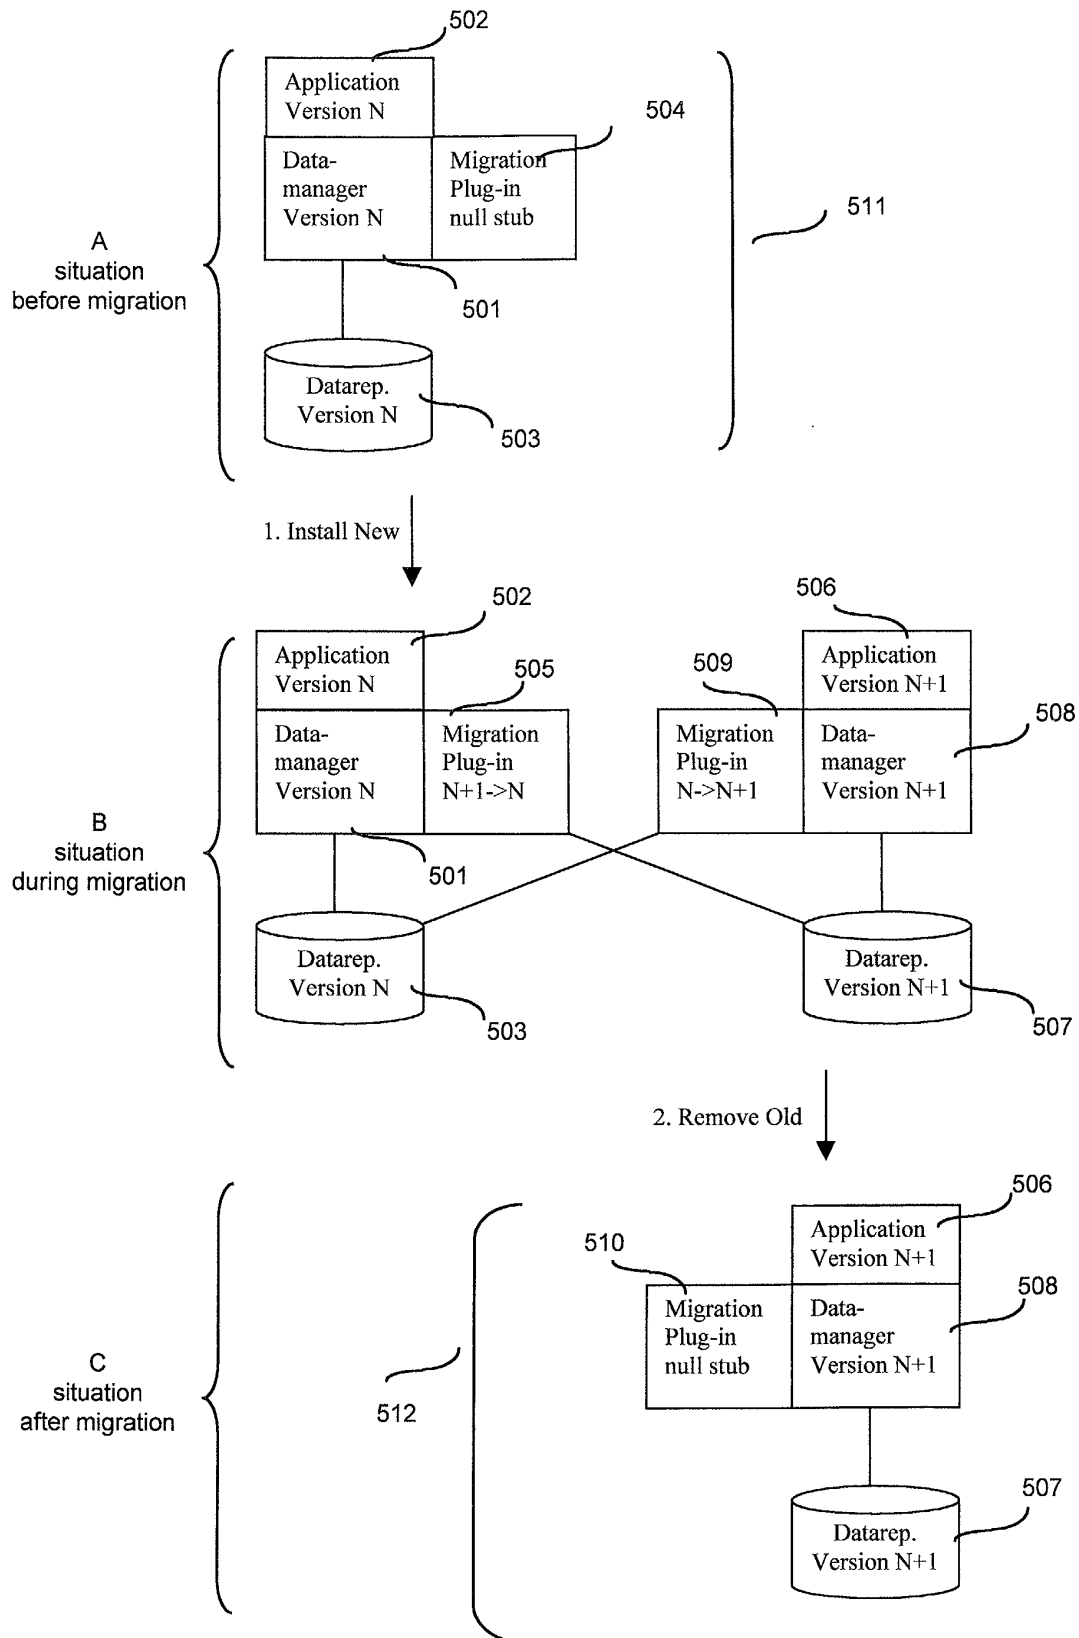 502
Application
Version N
504
Data-
manager
Version N
Migration
Plug-in
null stub
511
A
situation
before migration
501
Datarep.
Version N
503
1. Install New
502
506
Application
Version N
505
509
Application
Version N+1
Data-
manager
Version N
Migration
Plug-in
N+1->N
Migration
Plug-in
N->N+1
Data-
manager
Version N+1
508
B
situation
during migration
501
Datarep.
Version N
503
Datarep.
Version N+1
507
2. Remove Old
506
Application
Version N+1
510
508
Migration
Plug-in
null stub
Data-
manager
Version N+1
C
situation
after migration
512
507
Datarep.
Version N+1